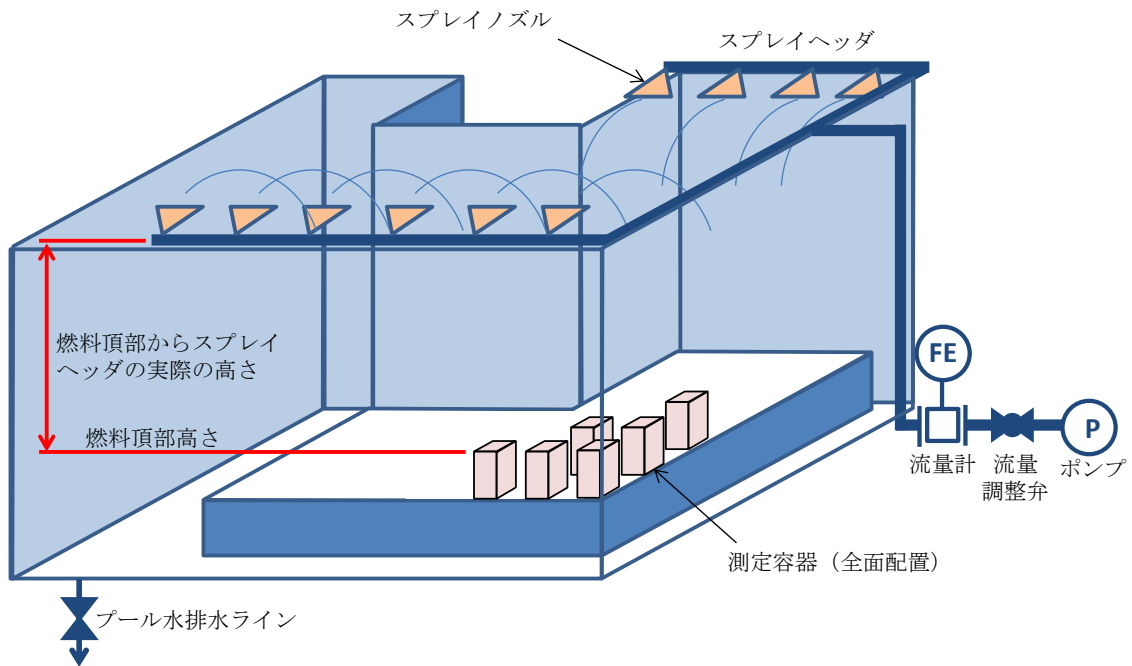 スプレイノズル
スプレイヘッダ
燃料頂部からスプレイ
ヘッダの実際の高さ
燃料頂部高さ
FE
P
流量計
流量
調整弁
ポンプ
測定容器（全面配置）
プール水排水ライン